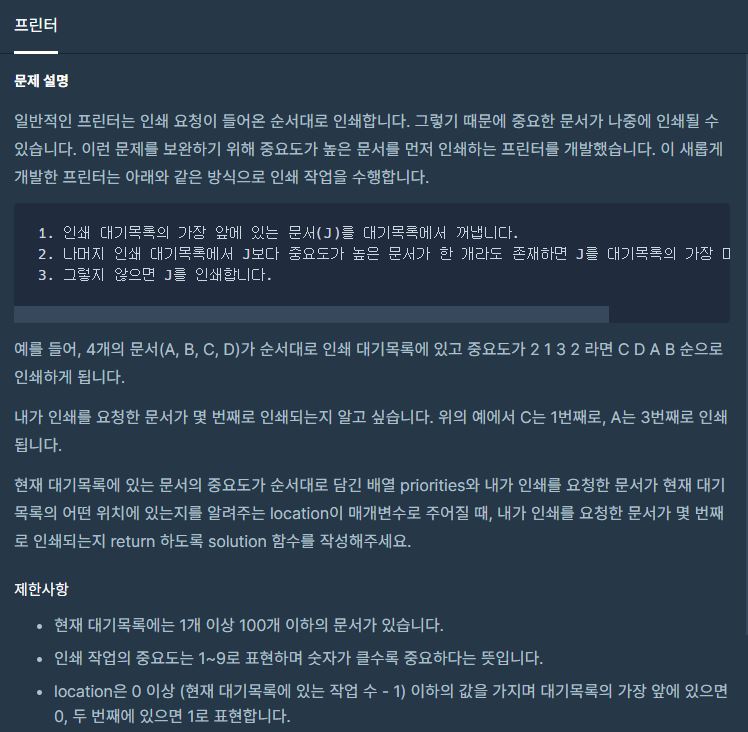 프린터
문제 설명
일반적인 프린터는 인쇄 요청이 들어온 순서대로 인쇄합니다. 그렇기 때문에 중요한 문서가 나중에 인쇄될 수
있습니다. 이런 문제를 보완하기 위해 중요도가 높은 문서를 먼저 인쇄하는 프린터를 개발했습니다. 이 새롭게
개발한 프린터는 아래와 같은 방식으로 인쇄 작업을 수행합니다.
1. 인쇄 대기목록의 가장 앞에 있는 문서(J)를 대기목록에서 꺼냅니다.
2. 나머지 인쇄 대기목록에서 J보다 중요도가 높은 문서가 한 개라도 존재하면 J를 대기목록의 가장
3. 그렇지 않으면 J를 인쇄합니다.
예를 들어, 4개의 문서(A, B, C, D)가 순서대로 인쇄 대기목록에 있고 중요도가 2 1 3 2 라면 C D A B 순으로
인쇄하게 됩니다.
내가 인쇄를 요청한 문서가 몇 번째로 인쇄되는지 알고 싶습니다. 위의 예에서 C는 1번째로, A는 3번째로 인쇄
됩니다.
현재 대기목록에 있는 문서의 중요도가 순서대로 담긴 배열 priorities와 내가 인쇄를 요청한 문서가 현재 대기
목록의 어떤 위치에 있는지를 알려주는 location이 매개변수로 주어질 때, 내가 인쇄를 요청한 문서가 몇 번째
로 인쇄되는지 return 하도록 solution 함수를 작성해주세요.
제한사항
• 현재 대기목록에는 1개 이상 100개 이하의 문서가 있습니다.
• 인쇄 작업의 중요도는 1~9로 표현하며 숫자가 클수록 중요하다는 뜻입니다.
• location은 0 이상 (현재 대기목록에 있는 작업 수 - 1) 이하의 값을 가지며 대기목록의 가장 앞에 있으면
0, 두 번째에 있으면 1로 표현합니다.